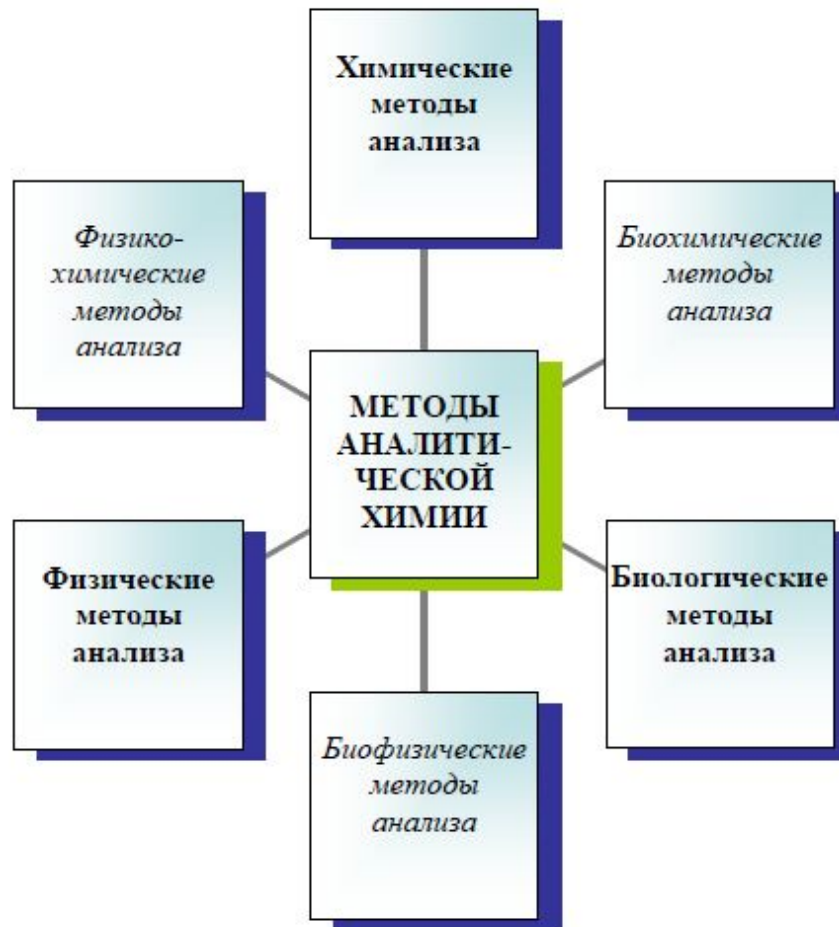 Химические
методы
анализа
Физико-
химические
методы
анализа
Биохимические
методы
анализа
МЕТОДЫ
АНАЛИТИ-
ЧЕСКОЙ
ХИМИИ
Физические
методы
анализа
Биологические
методы
анализа
Биофизические
методы
анализа